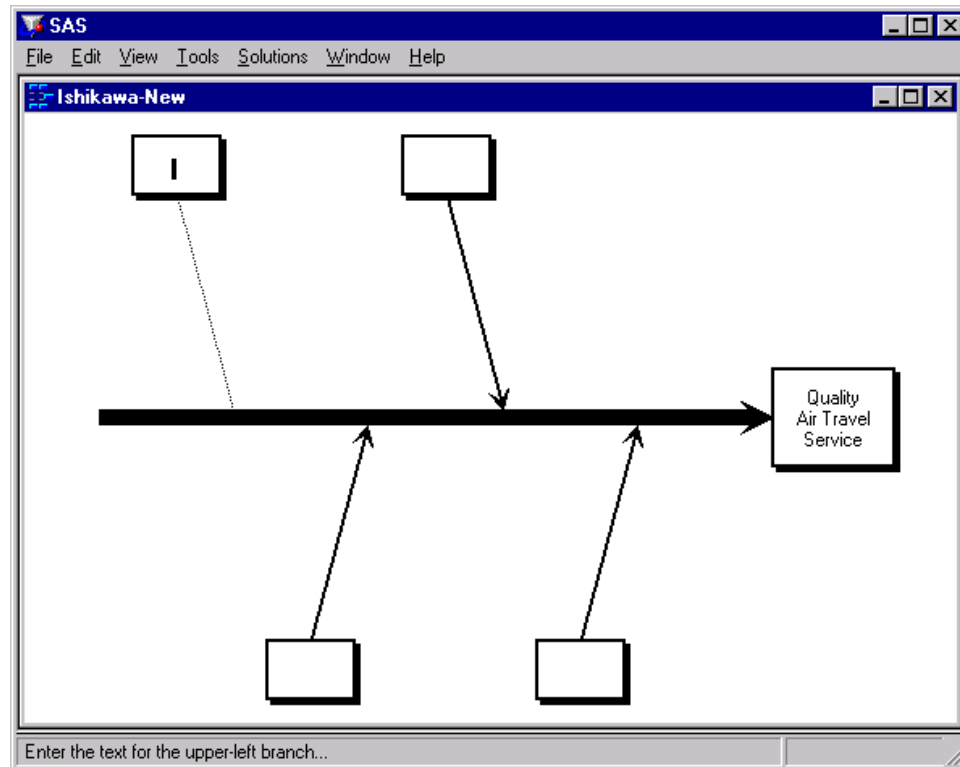 SAS
File Edit View Tools Solutions Window Help
Ishikawa-New
Quality
Air Travel
Service
Enter the text for the upper-left branch...